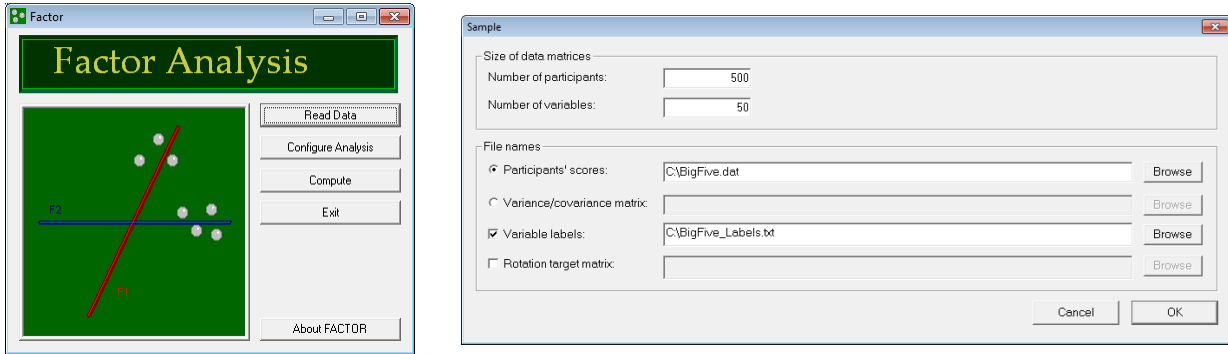 Factor
Factor Analysis
Read Data
Configure Analysis
Compute
Exit
F2
F1
About FACTOR
Sample
Size of data matrices
Number of participants: 500
Number of variables: 50
File names
Participants' scores: C:\BigFive.dat Browse
Variance/covariance matrix: Browse
Variable labels: C:\BigFive_Labels.txt Browse
Rotation target matrix: Browse
Cancel OK